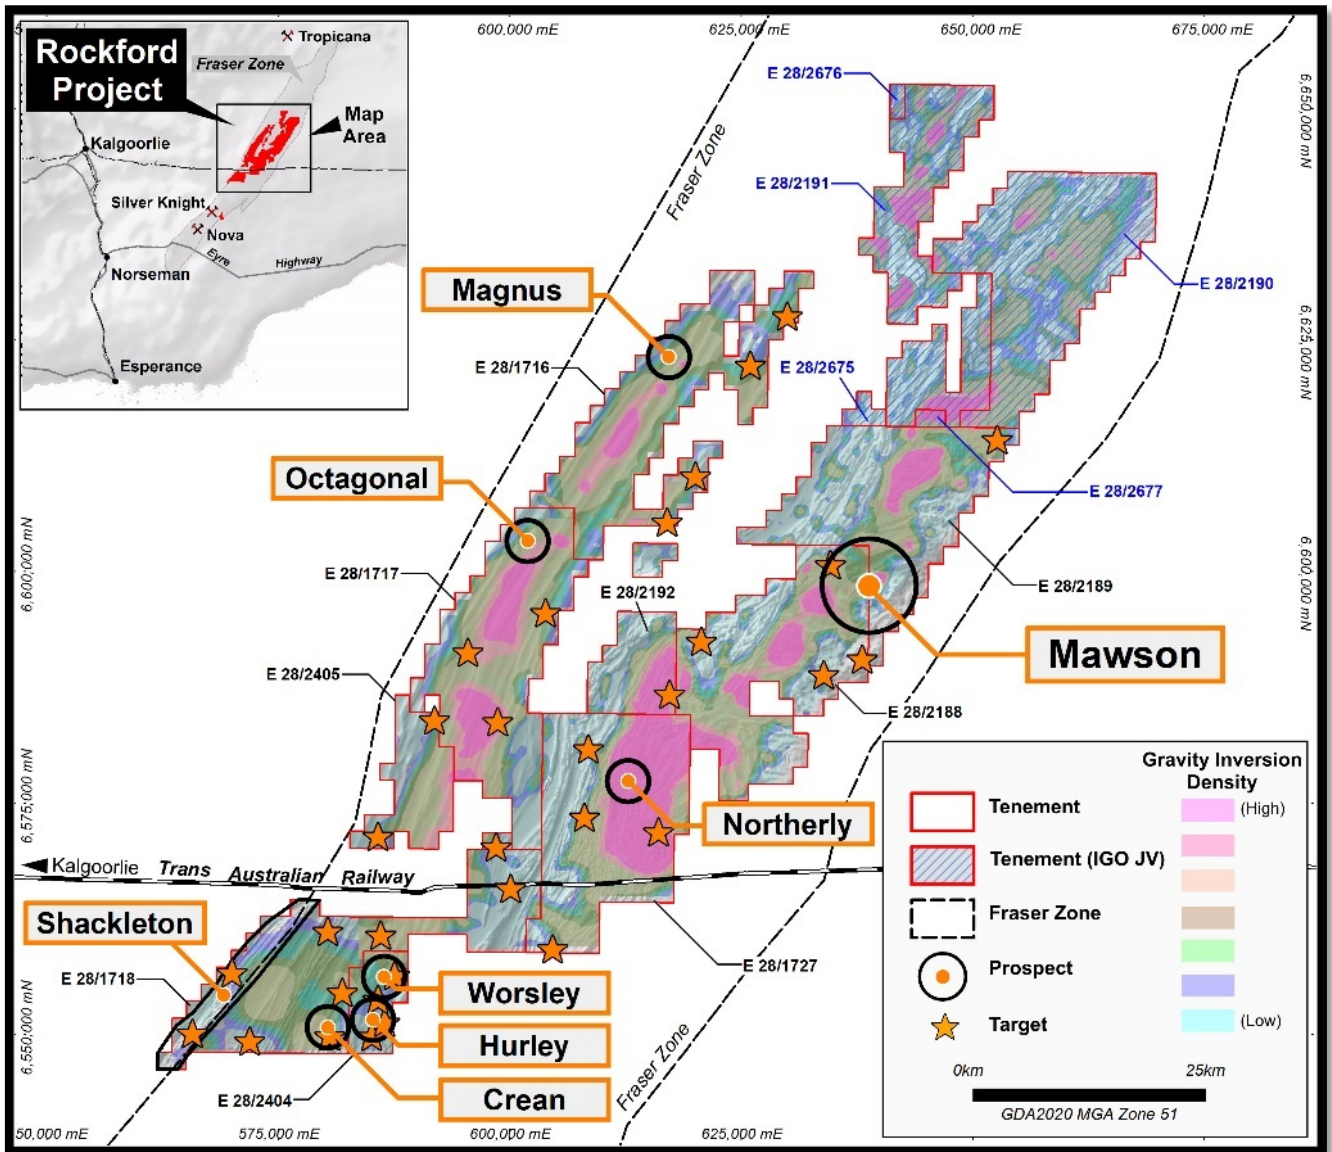 600,000 mE
625,000 mE
650,000 mE
675,000 mE
Rockford
Project
Tropicana
Fraser Zone
Map
Area
Kalgoorlie
Silver Knight
Nova
Eyre
Highway
Norseman
Esperance
E 28/2676
6,650,000 mN
Fraser Zone
E 28/2191
E 28/2190
Magnus
E 28/1716
E 28/2675
6,625,000 mN
Octagonal
E 28/2677
6,600,000 mN
E 28/1717
E 28/2192
E 28/2189
6,600,000 mN
Mawson
E 28/2405
E 28/2188
6,575,000 mN
Northerly
Kalgoorlie
Trans Australian Railway
Shackleton
E 28/1718
Worsley
E 28/1727
Hurley
6,550,000 mN
Crean
E 28/2404
Fraser Zone
Gravity Inversion
Density
Tenement
(High)
Tenement (IGO JV)
Fraser Zone
Prospect
Target
(Low)
0km
25km
GDA2020 MGA Zone 51
50,000 mE
575,000 mE
600,000 mE
625,000 mE